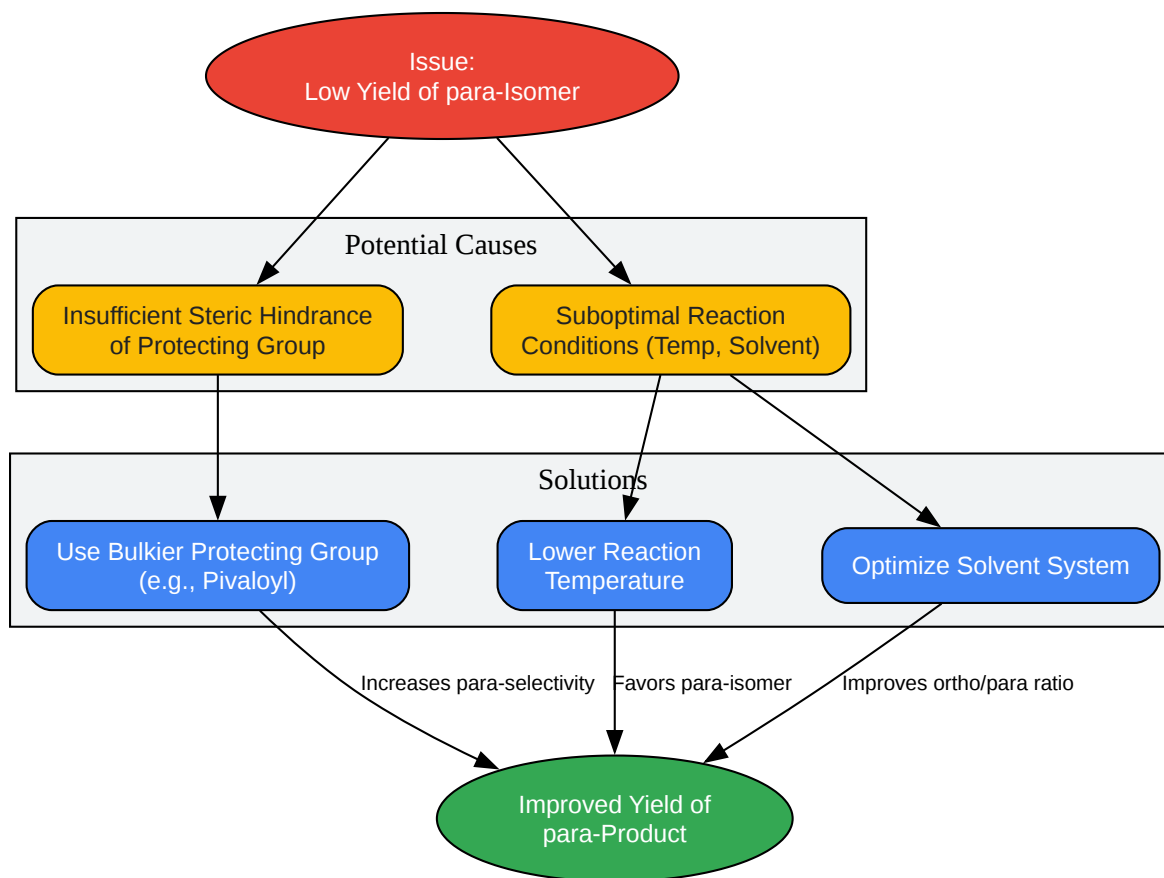 Issue:
Low Yield of para-Isomer
Potential Causes
Insufficient Steric Hindrance
of Protecting Group
Suboptimal Reaction
Conditions (Temp, Solvent)
Solutions
Use Bulkier Protecting Group
(e.g., Pivaloyl)
Lower Reaction
Temperature
Optimize Solvent System
Increases para-selectivity
Favors para-isomer
Improves ortho/para ratio
Improved Yield of
para-Product